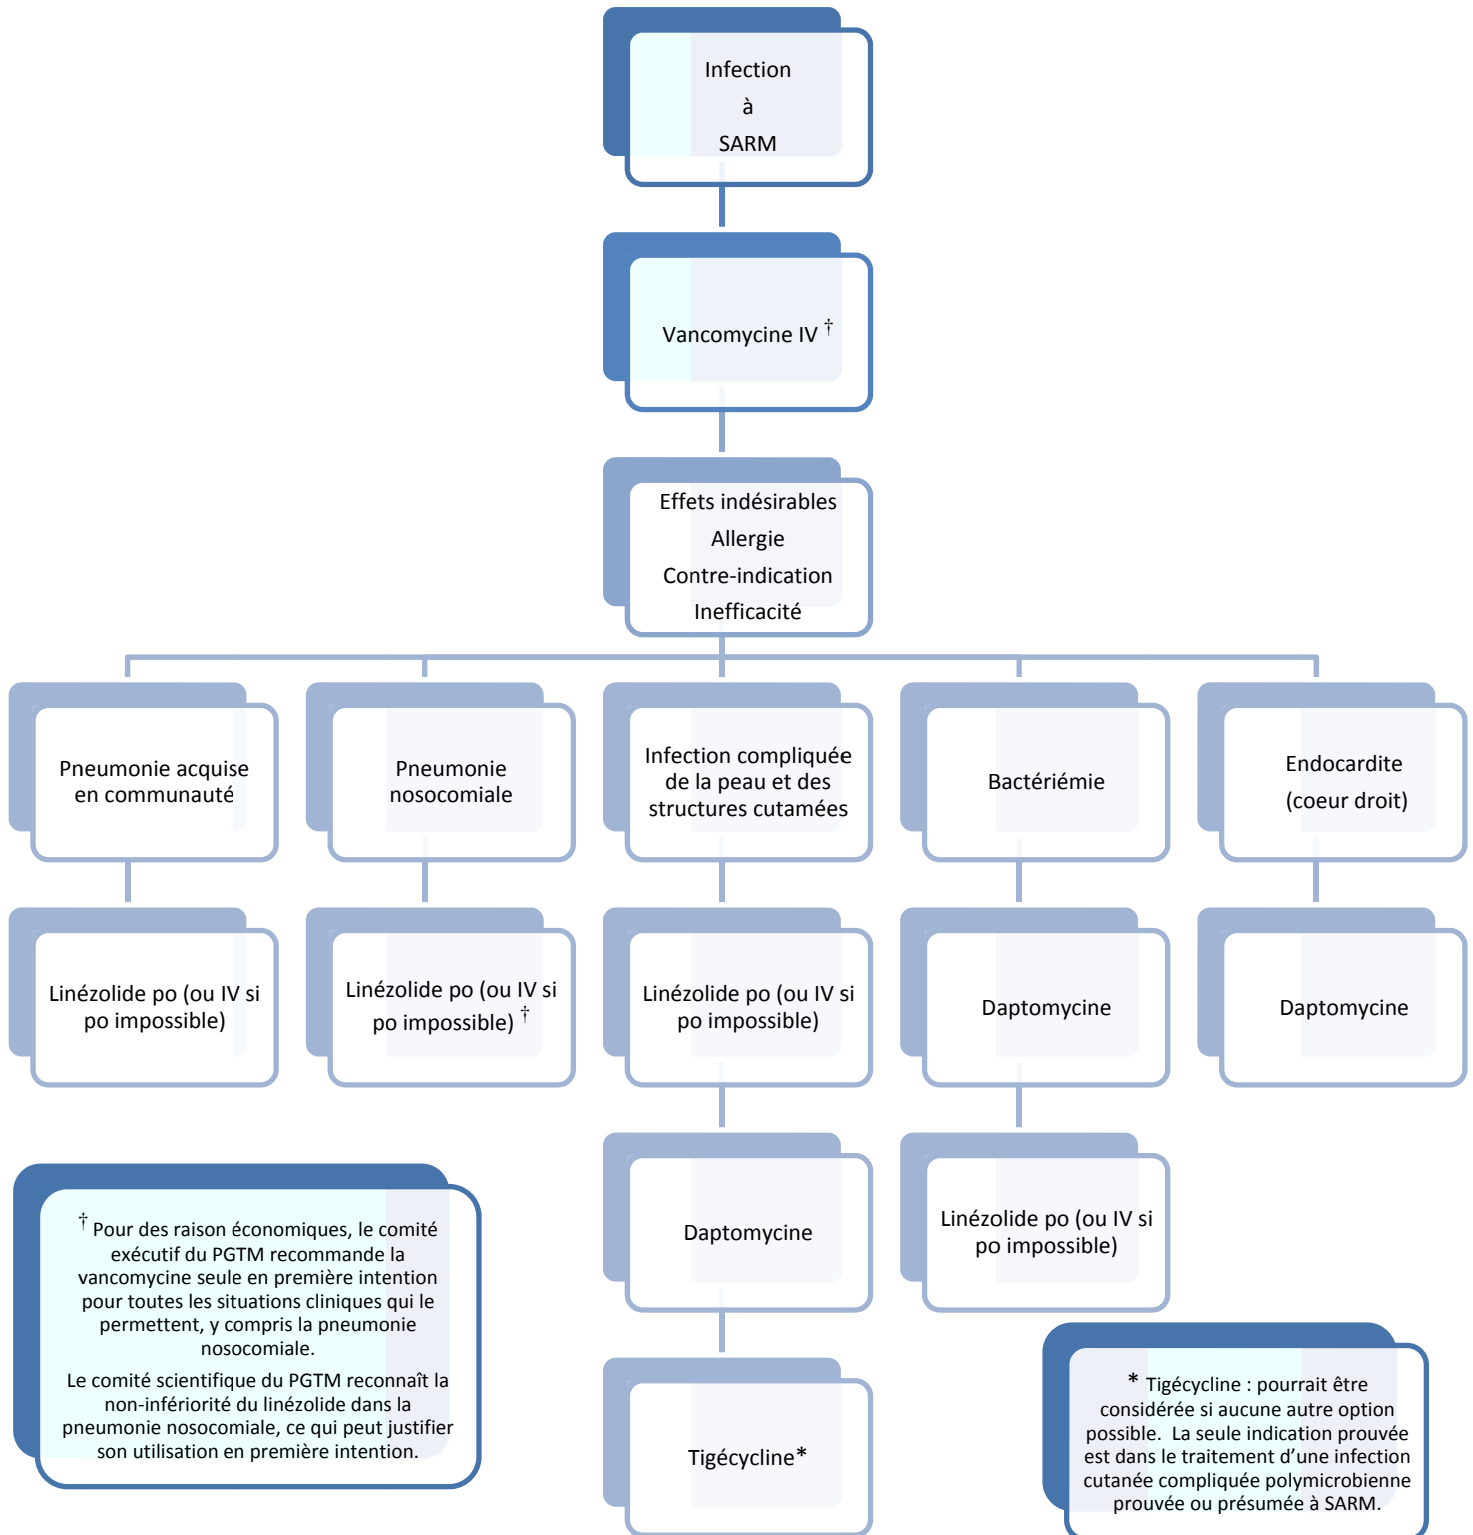 Infection
à
SARM
Vancomycine IV †
Effets indésirables
Allergie
Contre-indication
Inefficacité
Pneumonie acquise
en communauté
Pneumonie
nosocomiale
Infection compliquée
de la peau et des
structures cutamées
Bactériémie
Endocardite
(coeur droit)
Linézolide po (ou IV si
po impossible)
Linézolide po (ou IV si
po impossible) †
Linézolide po (ou IV si
po impossible)
Daptomycine
Daptomycine
Daptomycine
Linézolide po (ou IV si
po impossible)
Tigécycline*
† Pour des raison économiques, le comité
exécutif du PGTM recommande la
vancomycine seule en première intention
pour toutes les situations cliniques qui le
permettent, y compris la pneumonie
nosocomiale.
Le comité scientifique du PGTM reconnaît la
non-infériorité du linézolide dans la
pneumonie nosocomiale, ce qui peut justifier
son utilisation en première intention.
* Tigécycline : pourrait être
considérée si aucune autre option
possible. La seule indication prouvée
est dans le traitement d’une infection
cutanée compliquée polymicrobienne
prouvée ou présumée à SARM.